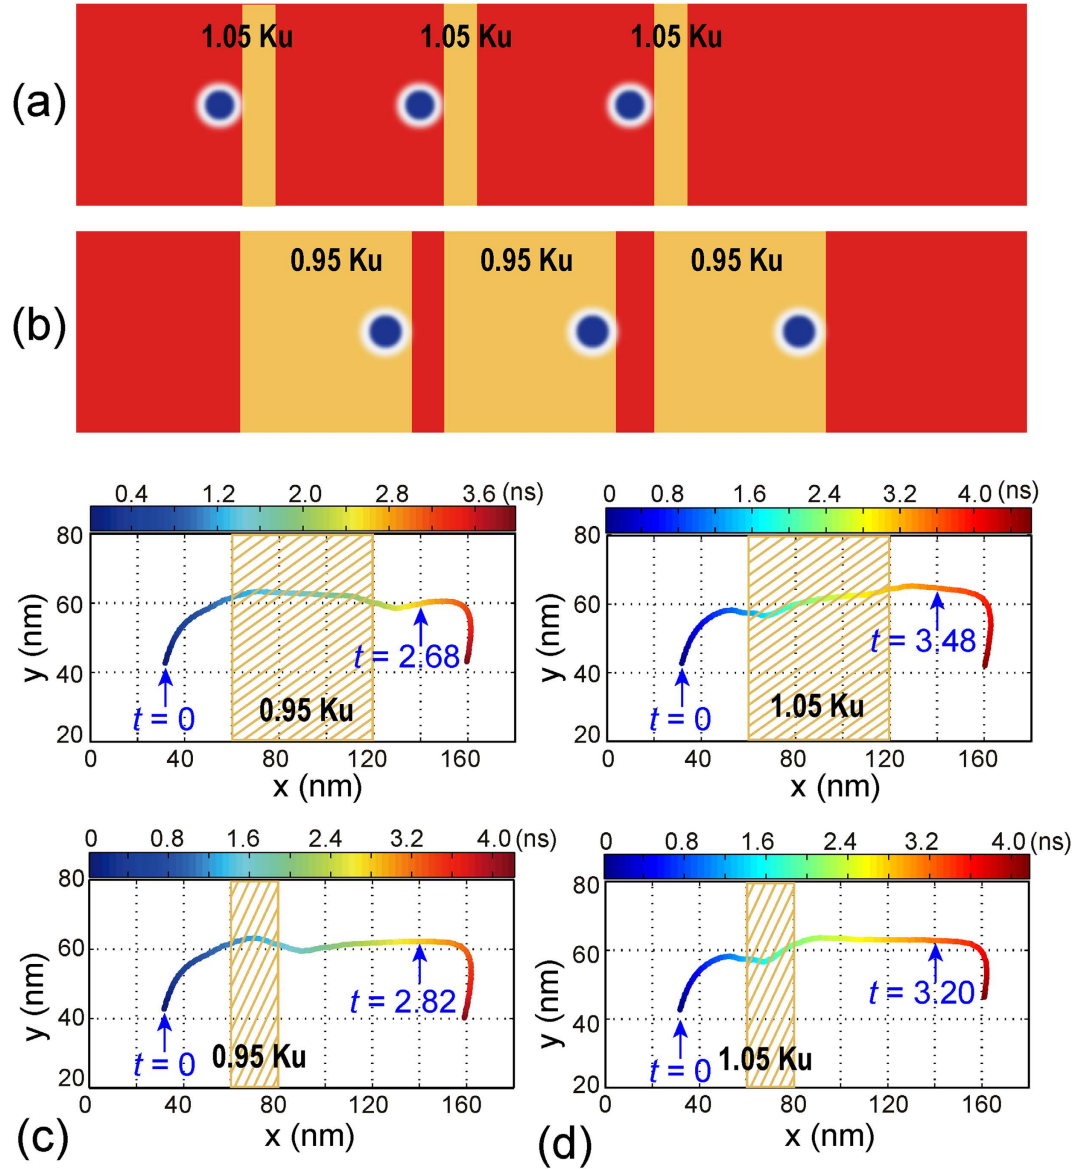 (a)
1.05 Ku 1.05 Ku 1.05 Ku
(b)
0.95 Ku 0.95 Ku 0.95 Ku
0.4 1.2 2.0 2.8 3.6 (ns)
80
60
40
20
y (nm)
t = 0
t = 2.68
0.95 Ku
0 40 80 120 160
x (nm)
0 0.8 1.6 2.4 3.2 4.0 (ns)
80
60
40
20
y (nm)
t = 0
t = 3.48
1.05 Ku
0 40 80 120 160
x (nm)
0 0.8 1.6 2.4 3.2 4.0 (ns)
80
60
40
20
y (nm)
t = 0
t = 2.82
0.95 Ku
0 40 80 120 160
x (nm)
(c)
0 0.8 1.6 2.4 3.2 4.0 (ns)
80
60
40
20
y (nm)
t = 0
t = 3.20
1.05 Ku
0 40 80 120 160
x (nm)
(d)